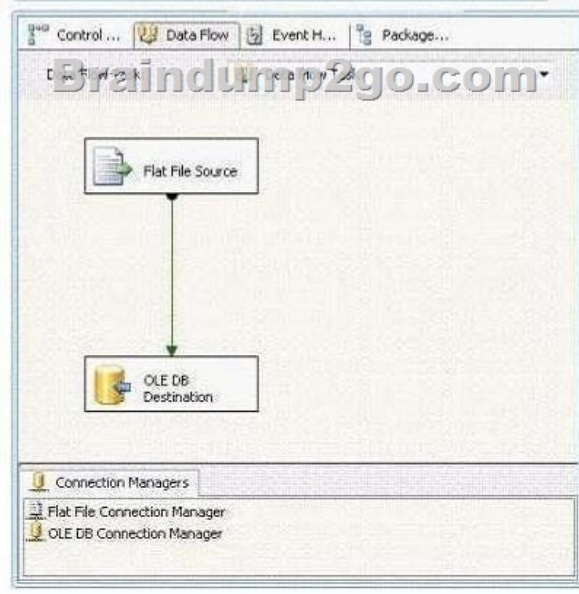 Control ... Data Flow Event H... Package...
Braindump2go.com
Flat File Source
OLE DB
Destination
Connection Managers
Flat File Connection Manager
OLE DB Connection Manager